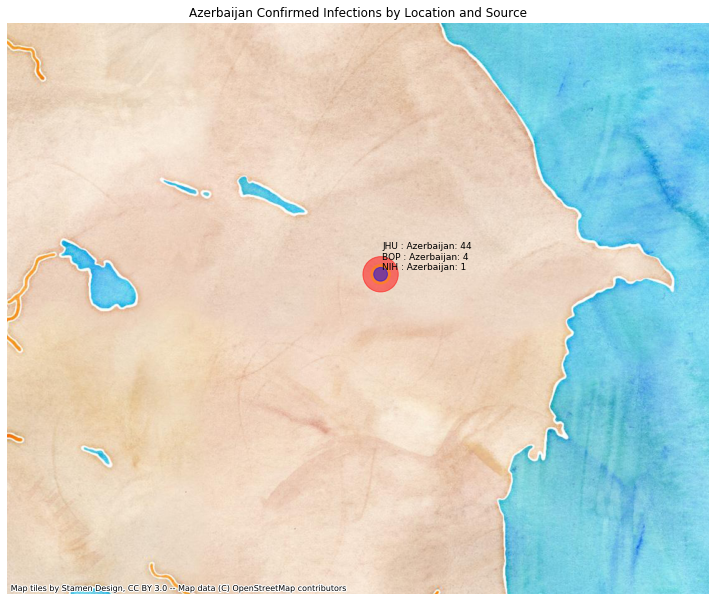 Azerbaijan Confirmed Infections by Location and Source
JHU : Azerbaijan: 44
BOP : Azerbaijan: 4
NIH : Azerbaijan: 1
Map tiles by Stamen Design, CC BY 3.0 -- Map data (C) OpenStreetMap contributors